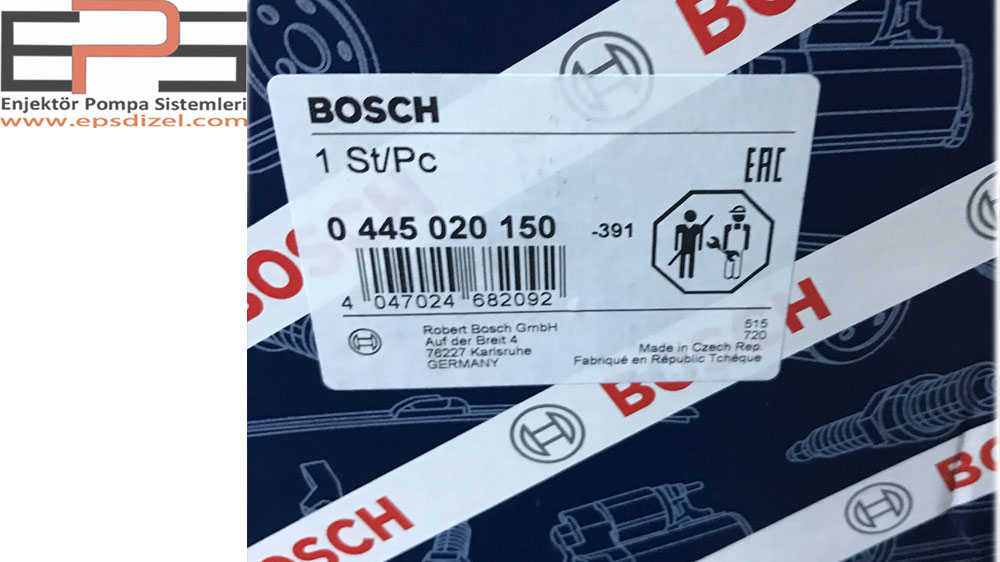 EPS
Enjektör Pompa Sistemleri
www.epsdizel.com
BOSCH
BOSCH
1 St/Pc
EAC
0 445 020 150 -391
4 047024 682092
Robert Bosch GmbH
Auf der Breit 4
76227 Karlsruhe
GERMANY
515
720
Made in Czech Rep.
Fabriqué en République Tchèque
BOSCH
BOSCH
BOSCH
BOSCH